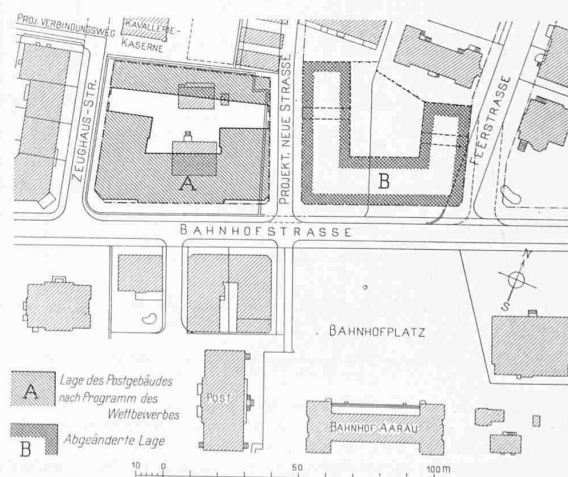 PROJ. VERBINDUNGSWEG
KAVALLERIE-
KASERNE
ZEUGHAUS-STR.
PROJEKT. NEUE STRASSE
FEERSTRASSE
A
B
BAHNHOFSTRASSE
N
S
BAHNHOFPLATZ
A
Lage des Postgebäudes
nach Programm des
Wettbewerbes
B
Abgeänderte Lage
POST
BAHNHOF AARAU
10 0 50 100 m